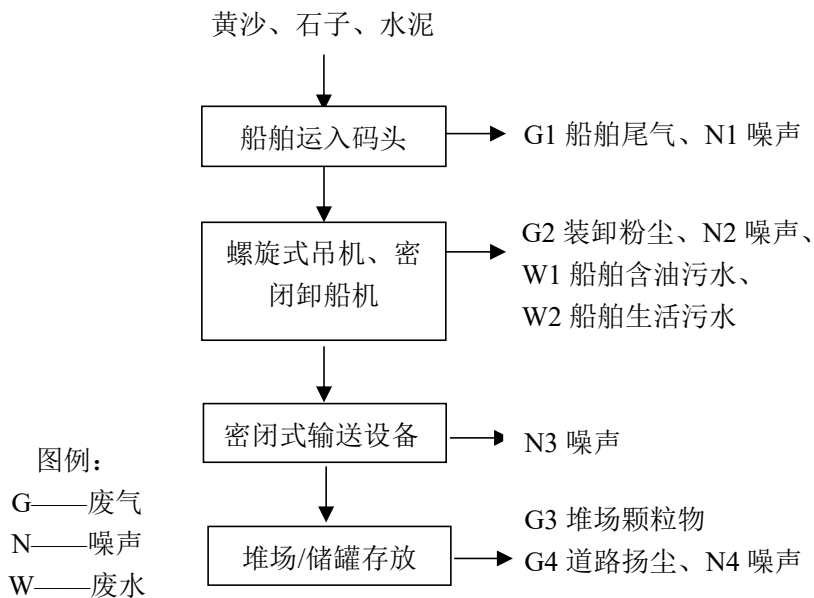 黄沙、石子、水泥
船舶运入码头
G1 船舶尾气、N1 噪声
螺旋式吊机、密
闭卸船机
G2 装卸粉尘、N2 噪声、
W1 船舶含油污水、
W2 船舶生活污水
密闭式输送设备
N3 噪声
图例：
G——废气
N——噪声
W——废水
堆场/储罐存放
G3 堆场颗粒物
G4 道路扬尘、N4 噪声